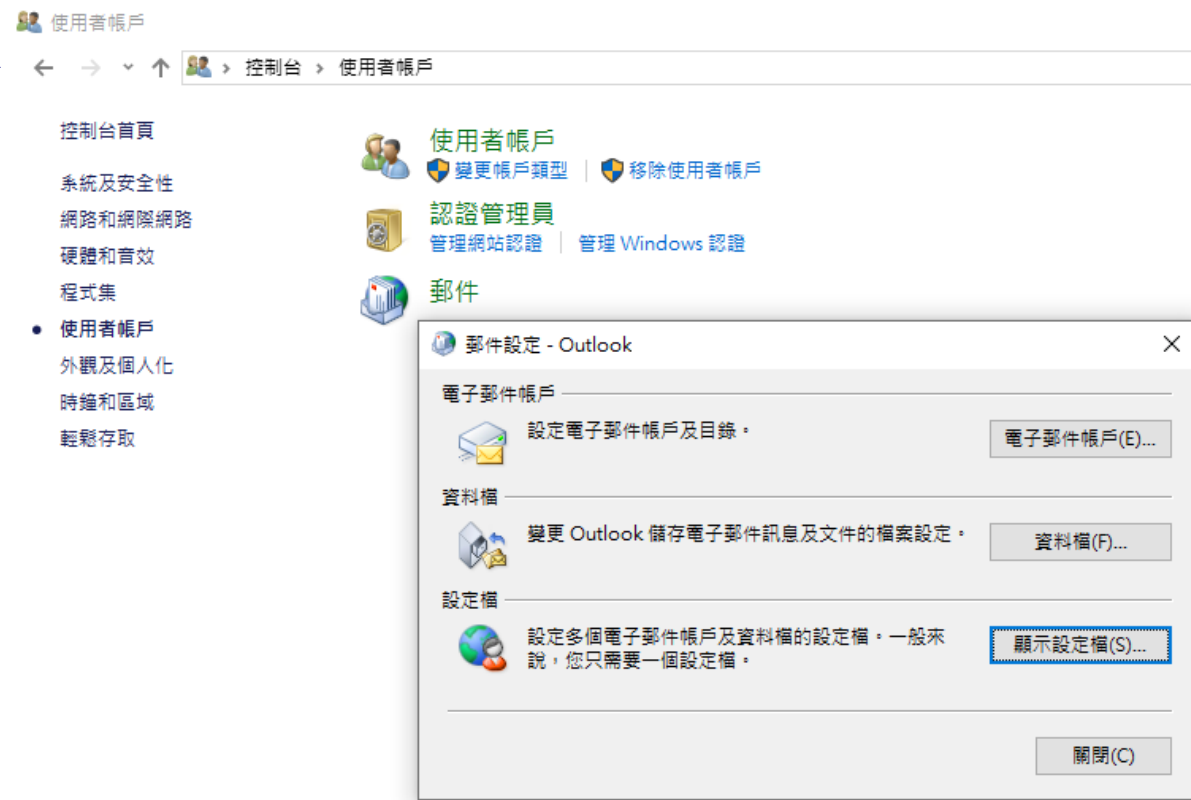 使用者帳戶
控制台 › 使用者帳戶
控制台首頁
系統及安全性
網路和網際網路
硬體和音效
程式集
使用者帳戶
外觀及個人化
時鐘和區域
輕鬆存取
使用者帳戶
變更帳戶類型 | 移除使用者帳戶
認證管理員
管理網站認證 | 管理 Windows 認證
郵件
郵件設定 - Outlook
電子郵件帳戶
設定電子郵件帳戶及目錄。
電子郵件帳戶(E)...
資料檔
變更 Outlook 儲存電子郵件訊息及文件的檔案設定。
資料檔(F)...
設定檔
設定多個電子郵件帳戶及資料檔的設定檔。一般來
說，您只需要一個設定檔。
顯示設定檔(S)...
關閉(C)